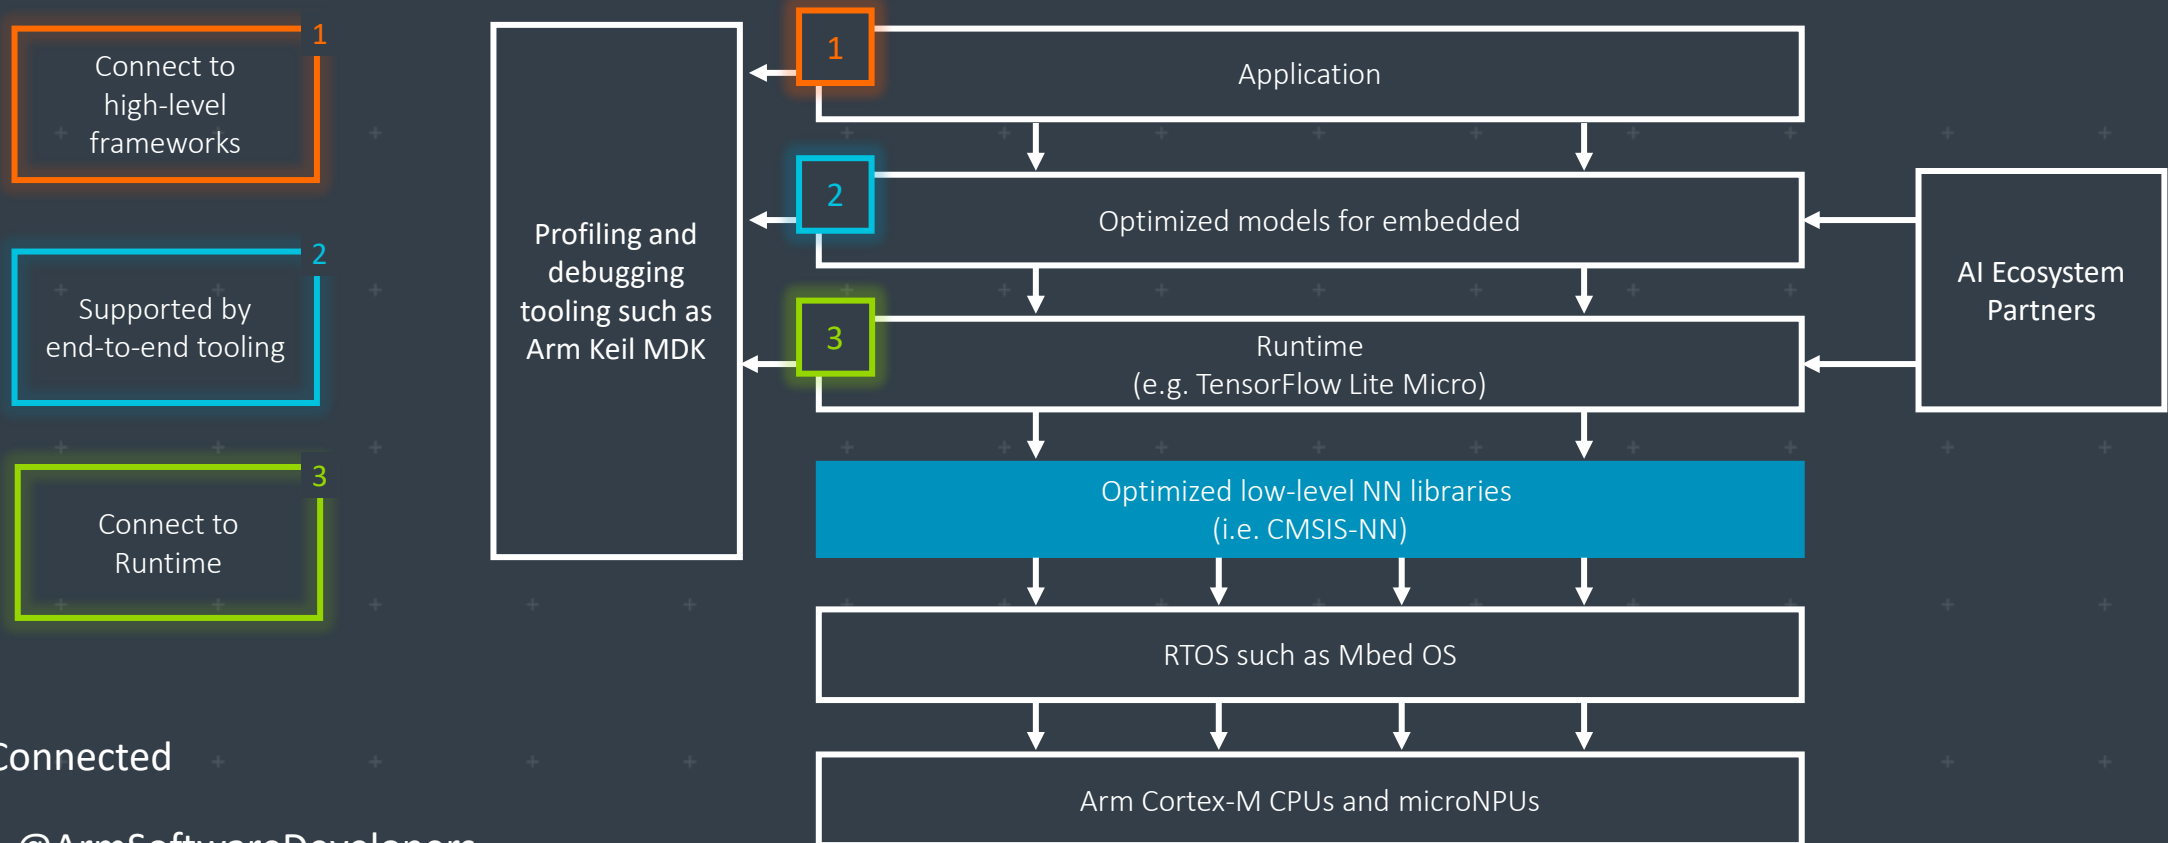 1
Connect to
high-level
frameworks
2
Supported by
end-to-end tooling
3
Connect to
Runtime
Profiling and
debugging
tooling such as
Arm Keil MDK
1
Application
2
Optimized models for embedded
3
Runtime
(e.g. TensorFlow Lite Micro)
Optimized low-level NN libraries
(i.e. CMSIS-NN)
RTOS such as Mbed OS
Arm Cortex-M CPUs and microNPUs
AI Ecosystem
Partners
Connected
@ArmSoftwareDevelopers